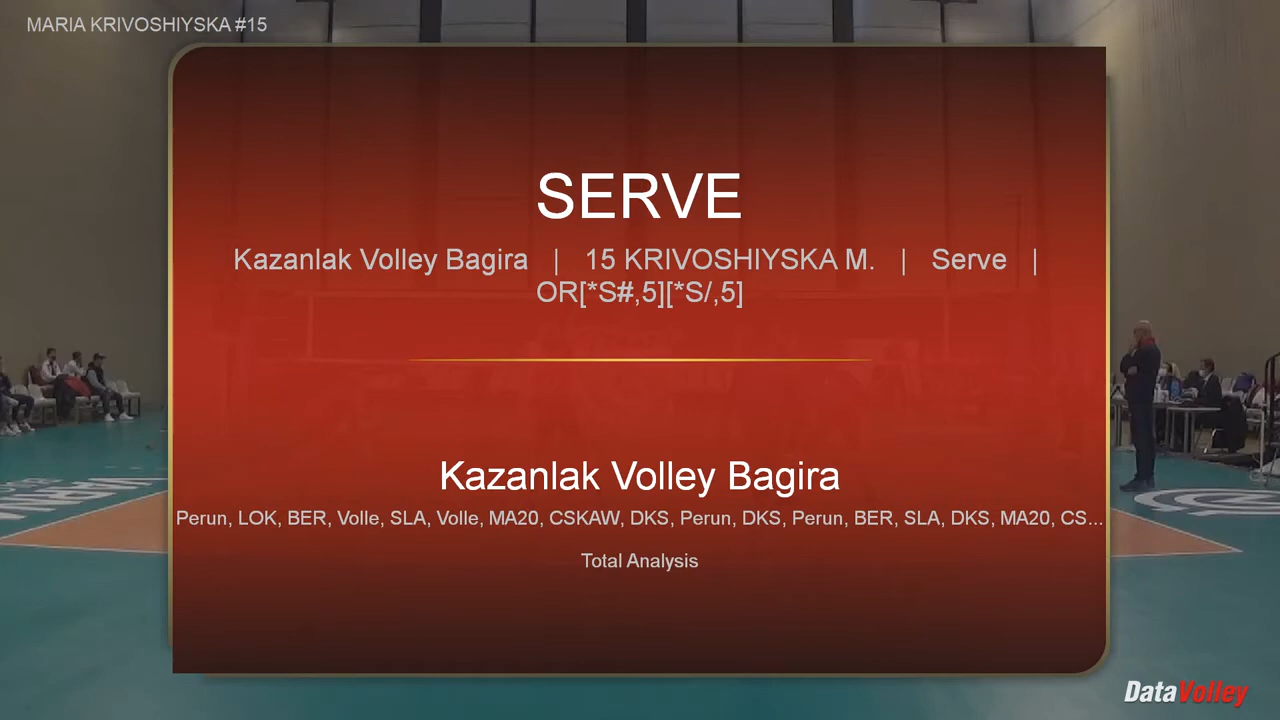 MARIA KRIVOSHIYSKA #15
SERVE
Kazanlak Volley Bagira | 15 KRIVOSHIYSKA M. | Serve |
OR[*S#,5][*S/,5]
Kazanlak Volley Bagira
Perun, LOK, BER, Volle, SLA, Volle, MA20, CSKAW, DKS, Perun, DKS, Perun, BER, SLA, DKS, MA20, CS...
Total Analysis
DataVolley